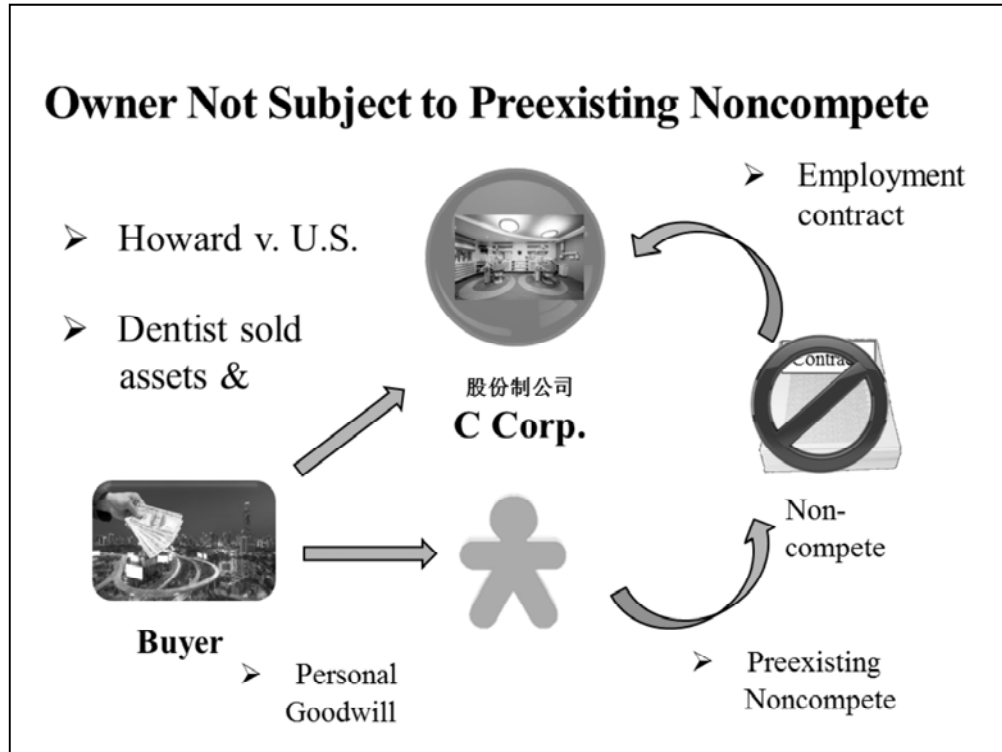 Owner Not Subject to Preexisting Noncompete
➢ Employment
contract
➢ Howard v. U.S.
➢ Dentist sold
assets &
股份制公司
C Corp.
Contrac
Non-
compete
Buyer
➢ Personal
Goodwill
➢ Preexisting
Noncompete